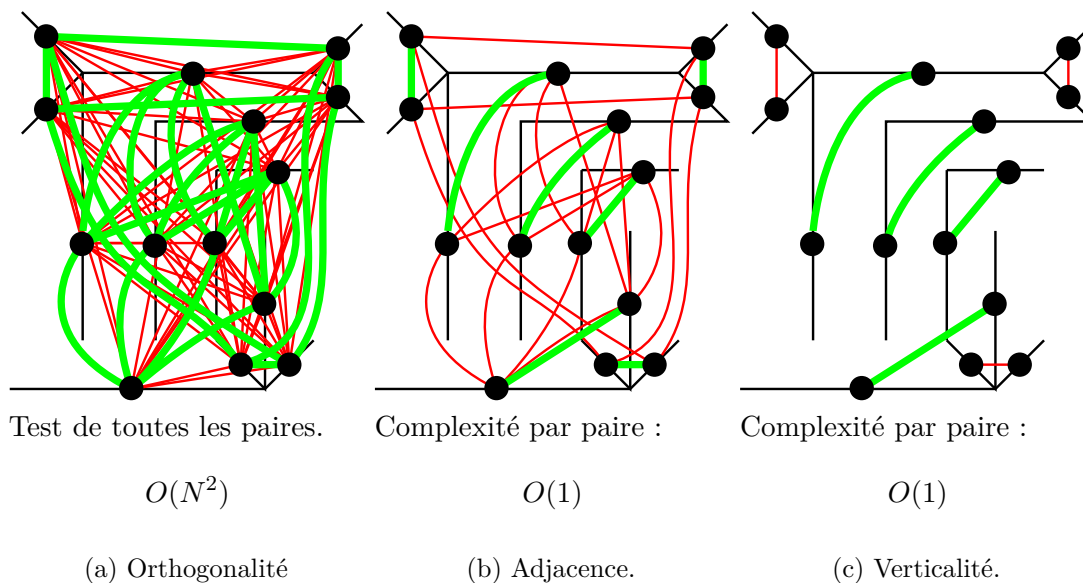 Test de toutes les paires.
O(N²)
(a) Orthogonalité
Complexité par paire :
O(1)
(b) Adjacence.
Complexité par paire :
O(1)
(c) Verticalité.